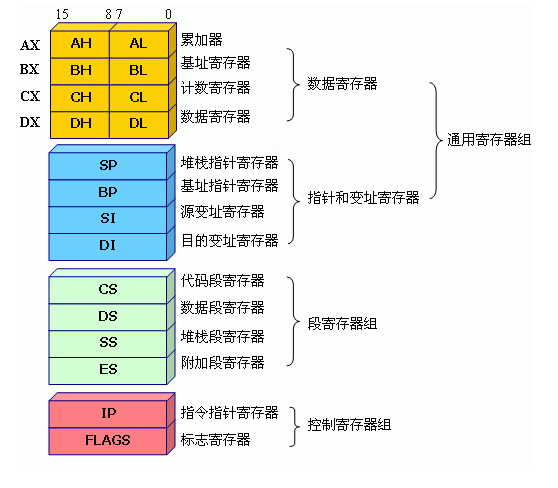 15 8 7 0
AX AH AL 累加器
BX BH BL 基址寄存器
CX CH CL 计数寄存器
DX DH DL 数据寄存器
数据寄存器
SP 堆栈指针寄存器
BP 基址指针寄存器
SI 源变址寄存器
DI 目的变址寄存器
指针和变址寄存器
通用寄存器组
CS 代码段寄存器
DS 数据段寄存器
SS 堆栈段寄存器
ES 附加段寄存器
段寄存器组
IP 指令指针寄存器
FLAGS 标志寄存器
控制寄存器组